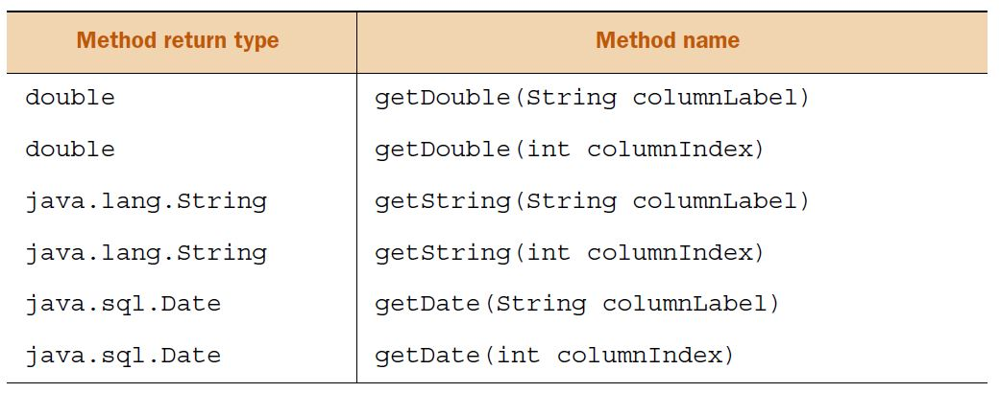 Method return type Method name
double getDouble(String columnLabel)
double getDouble(int columnIndex)
java.lang.String getString(String columnLabel)
java.lang.String getString(int columnIndex)
java.sql.Date getDate(String columnLabel)
java.sql.Date getDate(int columnIndex)